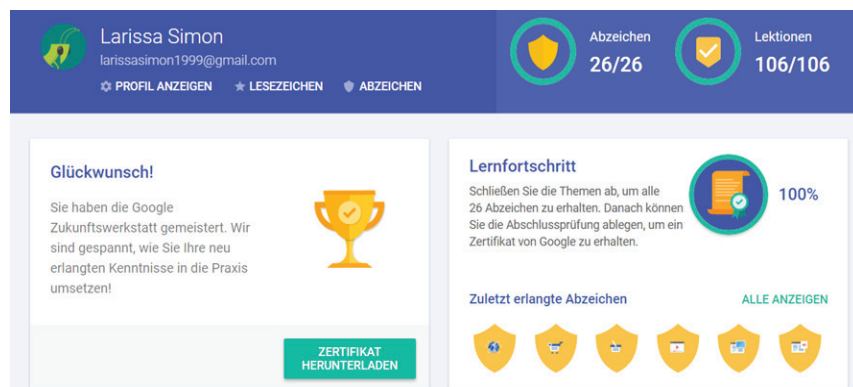 Larissa Simon
larissasimon1999@gmail.com
PROFIL ANZEIGEN
LESEZEICHEN
ABZEICHEN
Abzeichen
26/26
Lektionen
106/106
Glückwunsch!
Sie haben die Google
Zukunftswerkstatt gemeistert. Wir
sind gespannt, wie Sie Ihre neu
erlangten Kenntnisse in die Praxis
umsetzen!
ZERTIFIKAT
HERUNTERLADEN
Lernfortschritt
Schließen Sie die Themen ab, um alle
26 Abzeichen zu erhalten. Danach können
Sie die Abschlussprüfung ablegen, um ein
Zertifikat von Google zu erhalten.
100%
Zuletzt erlangte Abzeichen
ALLE ANZEIGEN